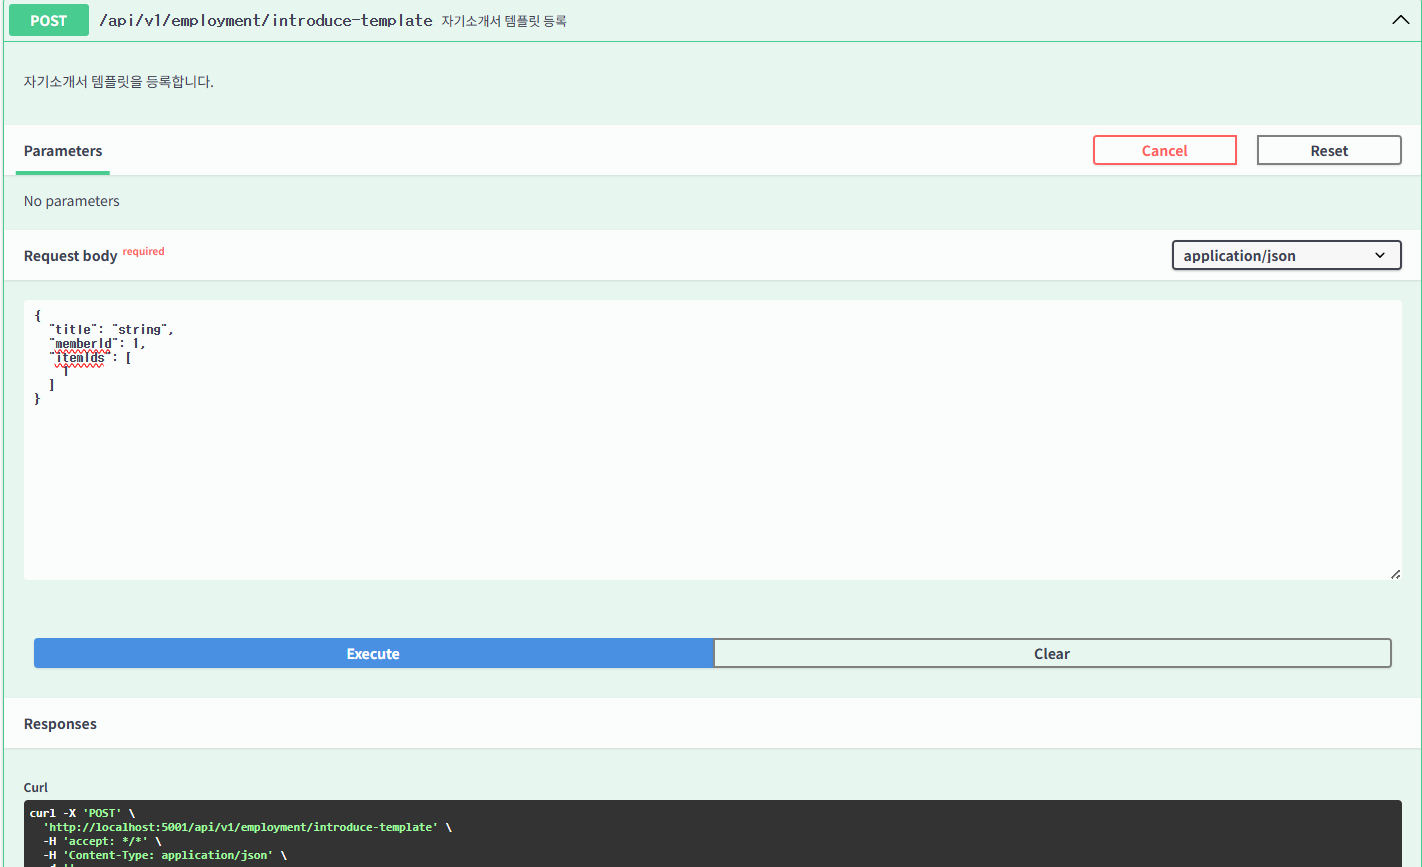 POST /api/v1/employment/introduce-template 자기소개서 템플릿 등록
자기소개서 템플릿을 등록합니다.
Parameters
Cancel
Reset
No parameters
Request body required
application/json
{
"title": "string",
"memberId": 1,
"itemIds": [
1
]
}
Execute
Clear
Responses
Curl
curl -X 'POST' \
'http://localhost:5001/api/v1/employment/introduce-template' \
-H 'accept: */*' \
-H 'Content-Type: application/json' \